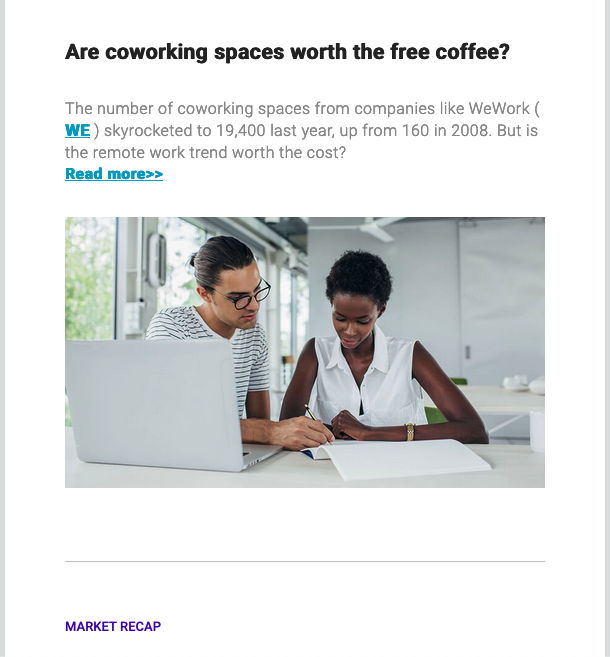 Are coworking spaces worth the free coffee?
The number of coworking spaces from companies like WeWork (
WE ) skyrocketed to 19,400 last year, up from 160 in 2008. But is
the remote work trend worth the cost?
Read more>>
MARKET RECAP